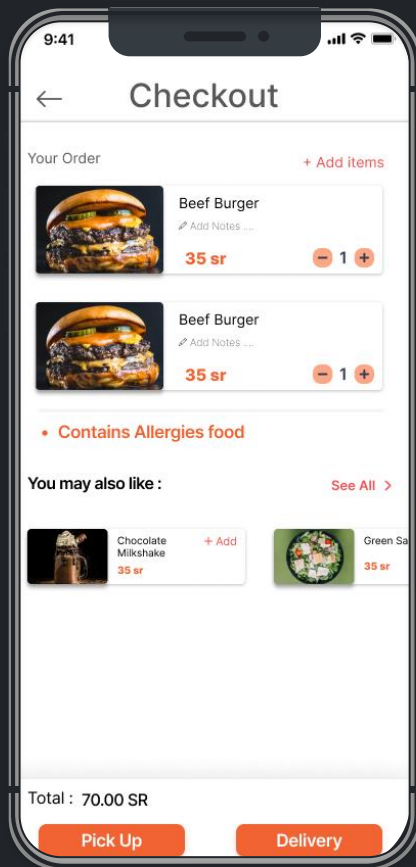 9:41
Checkout
Your Order
+ Add items
Beef Burger
Add Notes ...
35 sr
- 1 +
Beef Burger
Add Notes ...
35 sr
- 1 +
• Contains Allergies food
You may also like :
See All >
Chocolate
Milkshake
+ Add
35 sr
Green Sa
35 sr
Total : 70.00 SR
Pick Up
Delivery